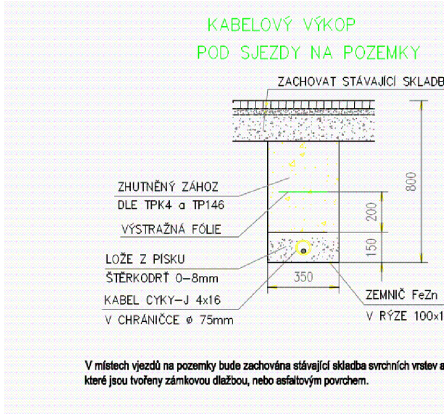 KABELOVÝ VÝKOP
POD SJEZDY NA POZEMKY
ZACHOVAT STÁVAJÍCÍ SKLADB
ZHUTNĚNÝ ZÁHOZ
DLE TPK4 a TP146
VÝSTRAŽNÁ FÓLIE
LOŽE Z PÍSKU
ŠTĚRKODRŤ 0-8mm
KABEL CYKY-J 4x16
V CHRÁNIČCE ø 75mm
800
200
150
350
ZEMNIČ FeZn
V RÝZE 100x1
V místech vjezdů na pozemky bude zachována stávající skladba svrchních vrstev a
které jsou tvořeny zámkovou dlažbou, nebo asfaltovým povrchem.